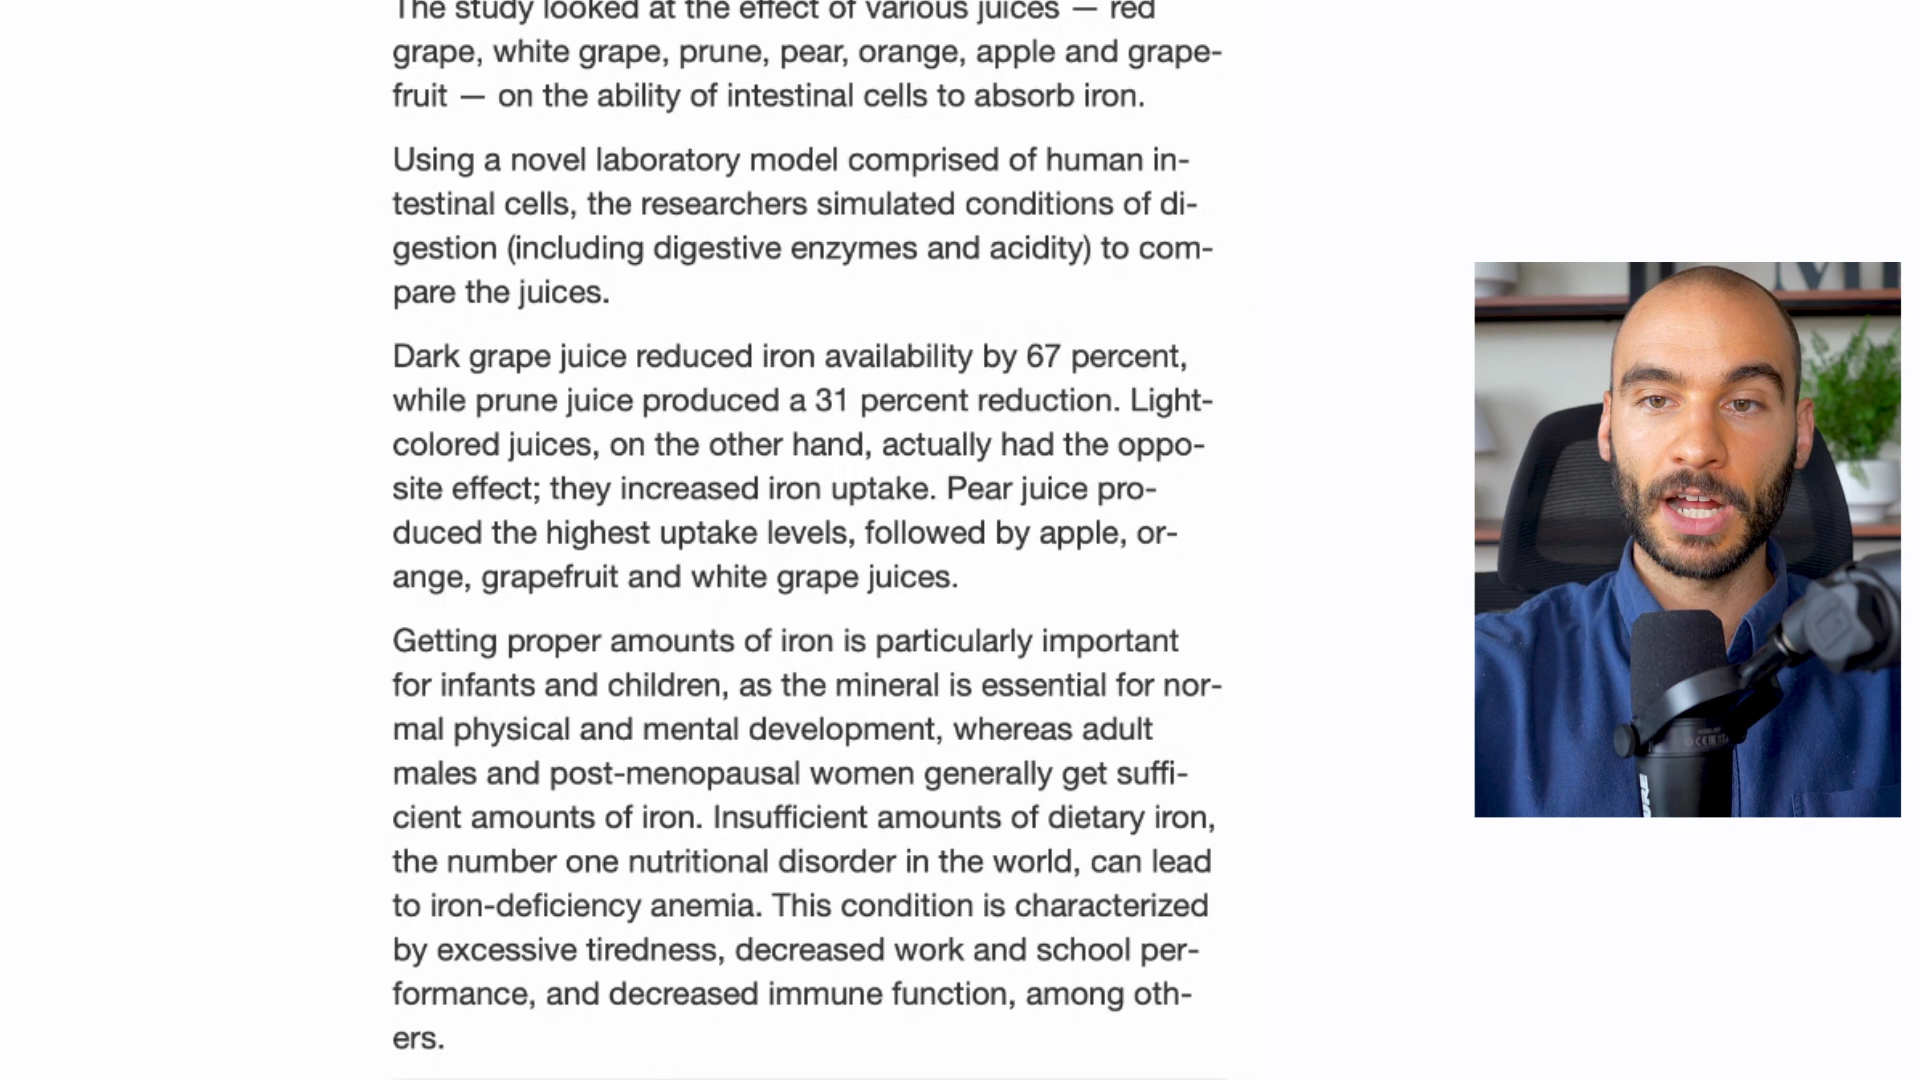 The study looked at the effect of various juices — red
grape, white grape, prune, pear, orange, apple and grape-
fruit — on the ability of intestinal cells to absorb iron.
Using a novel laboratory model comprised of human in-
testinal cells, the researchers simulated conditions of di-
gestion (including digestive enzymes and acidity) to com-
pare the juices.
Dark grape juice reduced iron availability by 67 percent,
while prune juice produced a 31 percent reduction. Light-
colored juices, on the other hand, actually had the oppo-
site effect; they increased iron uptake. Pear juice pro-
duced the highest uptake levels, followed by apple, or-
ange, grapefruit and white grape juices.
Getting proper amounts of iron is particularly important
for infants and children, as the mineral is essential for nor-
mal physical and mental development, whereas adult
males and post-menopausal women generally get suffi-
cient amounts of iron. Insufficient amounts of dietary iron,
the number one nutritional disorder in the world, can lead
to iron-deficiency anemia. This condition is characterized
by excessive tiredness, decreased work and school per-
formance, and decreased immune function, among oth-
ers.